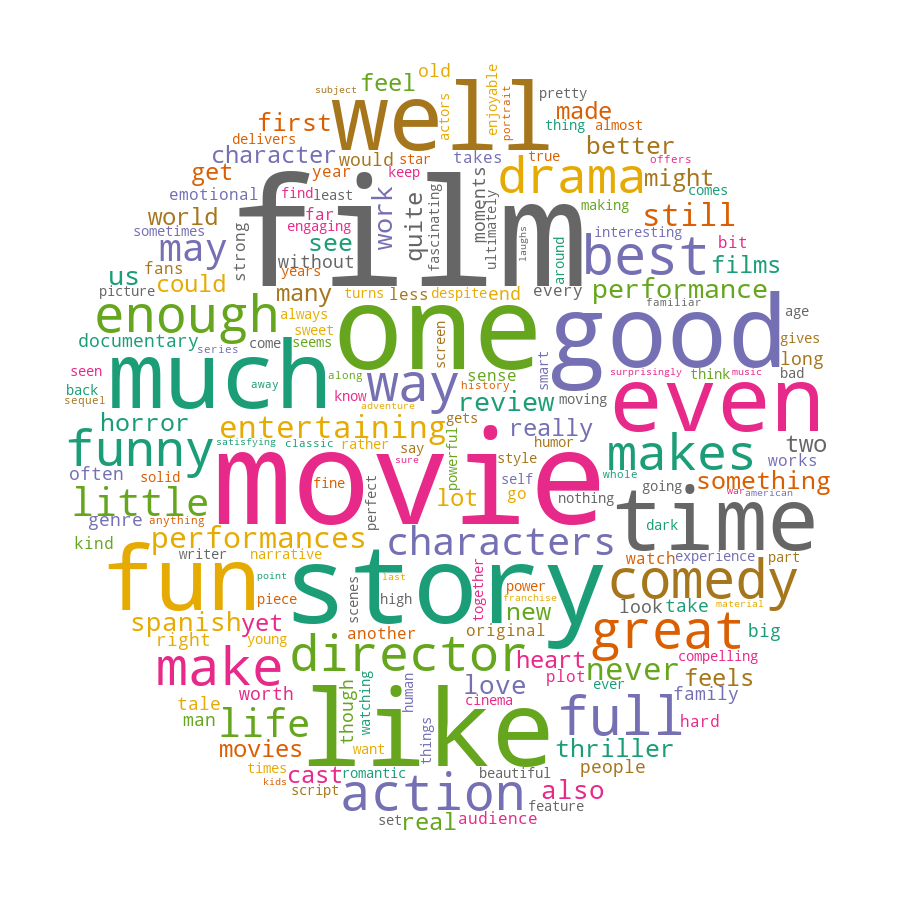 old
feel
subject
well
actors
enjoyable
portrait
pretty
made
first
thing
almost
delivers
better
character
would
star
takes
true
offers
get
year
keep
drama
might
comes
emotional
find
least
work
quite
fascinating
moments
ultimately
laughs
film
making
still
world
far
engaging
sometimes
strong
see
interesting
bit
may
best
around
us
fans
without
films
picture
could
years
many
turns
less
despite
end
every
performance
familiar
enough
always
one
good
age
sweet
documentary
series
come
seems
screen
smart
gives
long
seen
much
away
along
way
sense
history
surprisingly
think
music
bad
back
sequel
know
adventure
review
moving
even
horror
entertaining
gets
really
funny
satisfying
classic
rather
say
powerful
style
humor
makes
two
often
solid
movie
sure
self
whole
works
little
fine
perfect
lot
go
nothing
going
something
war
american
genre
anything
time
dark
kind
performances
writer
narrative
characters
watch
experience
part
fun
point
story
last
scenes
high
together
power
franchise
comedy
material
piece
new
look
take
spanish
yet
another
original
great
big
right
young
director
heart
never
compelling
make
plot
feels
worth
love
ever
family
tale
though
watching
human
cinema
man
life
like
things
full
hard
movies
want
thriller
times
kids
cast
romantic
beautiful
people
script
action
feature
also
set
real
audience